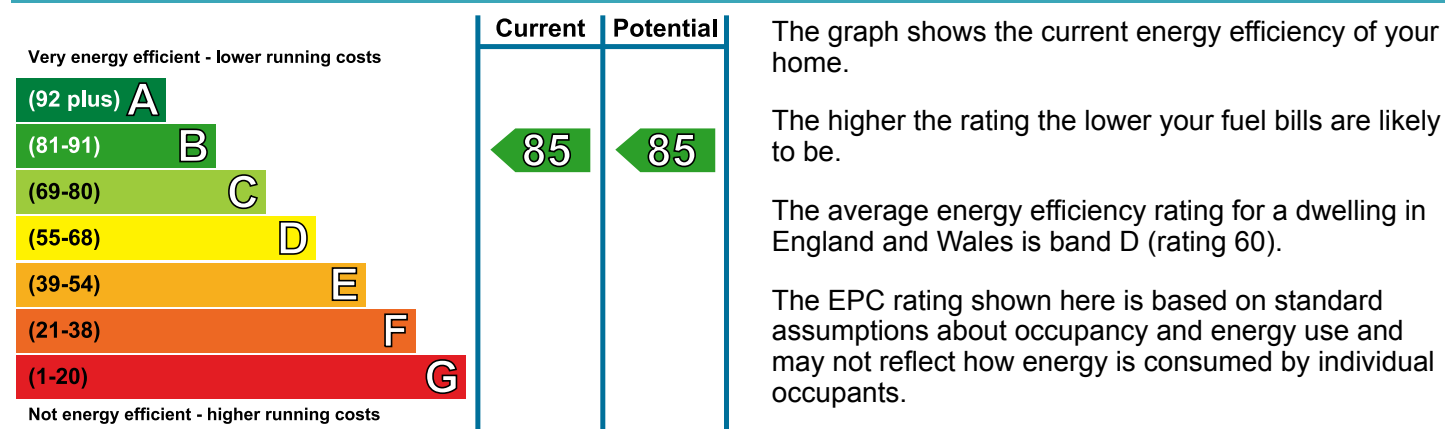 Current Potential
Very energy efficient - lower running costs
(92 plus) A
(81-91) B
85 85
(69-80) C
(55-68) D
(39-54) E
(21-38) F
(1-20) G
Not energy efficient - higher running costs
The graph shows the current energy efficiency of your
home.
The higher the rating the lower your fuel bills are likely
to be.
The average energy efficiency rating for a dwelling in
England and Wales is band D (rating 60).
The EPC rating shown here is based on standard
assumptions about occupancy and energy use and
may not reflect how energy is consumed by individual
occupants.